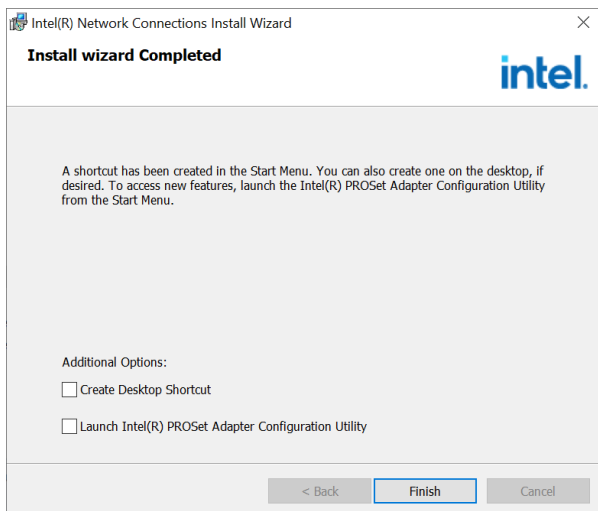 Intel(R) Network Connections Install Wizard
Install wizard Completed
intel.
A shortcut has been created in the Start Menu. You can also create one on the desktop, if
desired. To access new features, launch the Intel(R) PROSet Adapter Configuration Utility
from the Start Menu.
Additional Options:
Create Desktop Shortcut
Launch Intel(R) PROSet Adapter Configuration Utility
< Back Finish Cancel